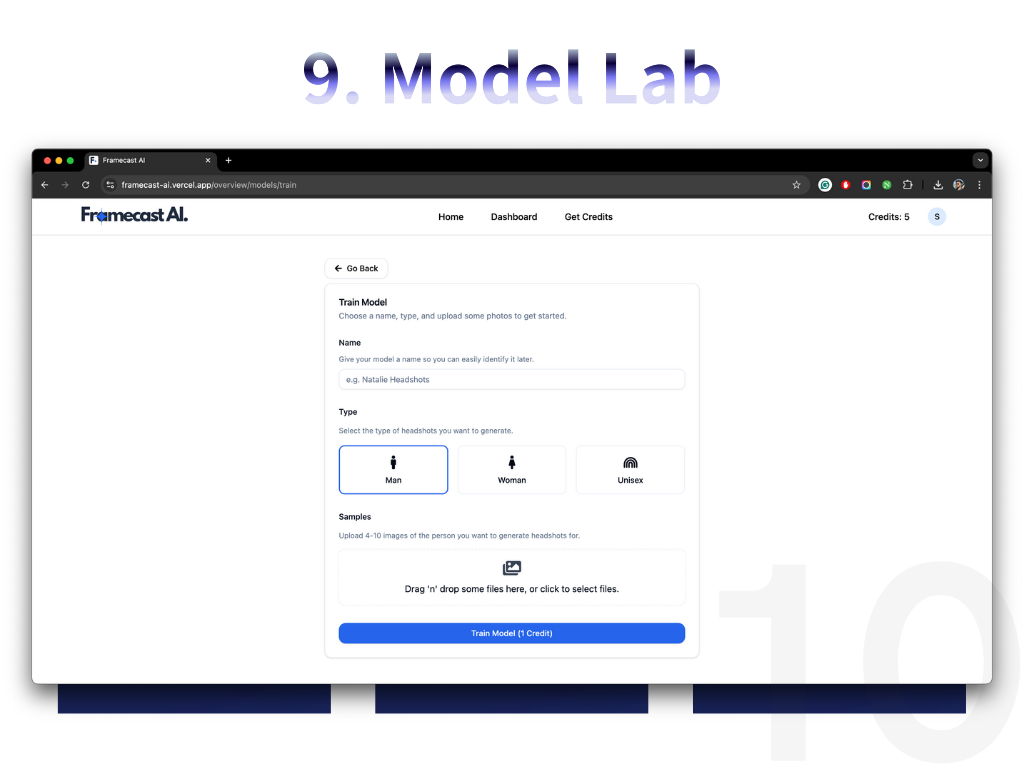 9. Model Lab
Framecast AI
framecast-ai.vercel.app/overview/models/train
Framecast AI.
Home
Dashboard
Get Credits
Credits: 5
S
Go Back
Train Model
Choose a name, type, and upload some photos to get started.
Name
Give your model a name so you can easily identify it later.
e.g. Natalie Headshots
Type
Select the type of headshots you want to generate.
Man
Woman
Unisex
Samples
Upload 4-10 images of the person you want to generate headshots for.
Drag 'n' drop some files here, or click to select files.
Train Model (1 Credit)
10